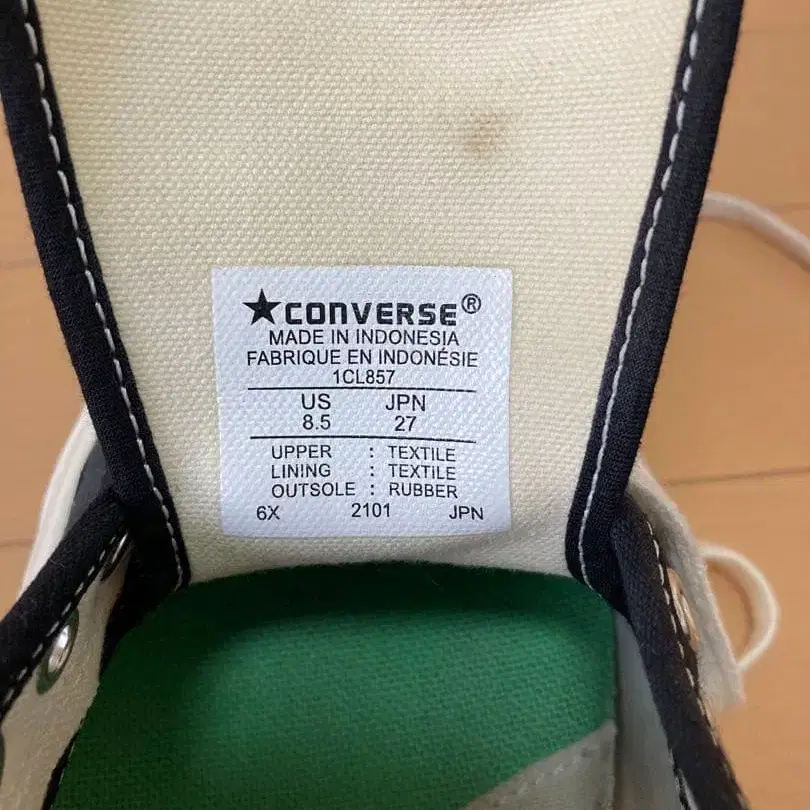 ★CONVERSE®
MADE IN INDONESIA
FABRIQUE EN INDONÉSIE
1CL857
US JPN
8.5 27
UPPER : TEXTILE
LINING : TEXTILE
OUTSOLE : RUBBER
6X 2101 JPN